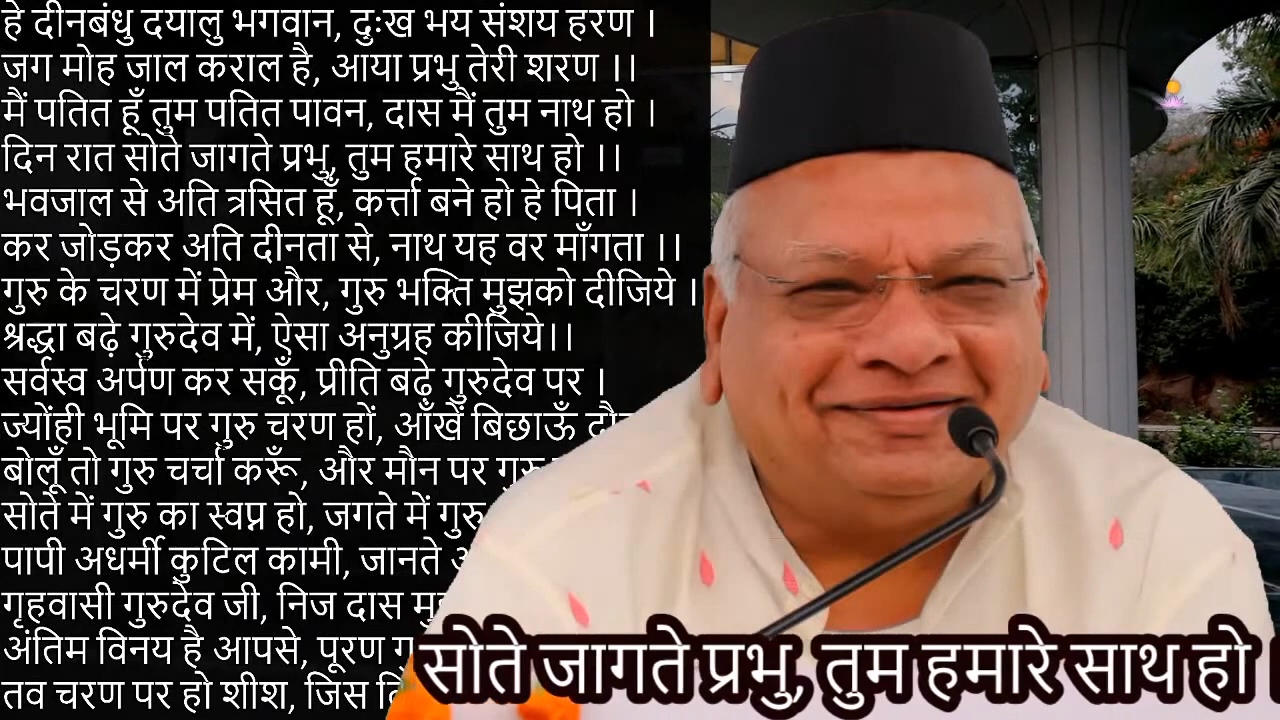 हे दीनबंधु दयालु भगवान, दुःख भय संशय हरण ।
जग मोह जाल कराल है, आया प्रभु तेरी शरण ।।
मैं पतित हूँ तुम पतित पावन, दास मैं तुम नाथ हो ।
दिन रात सोते जागते प्रभु, तुम हमारे साथ हो ।।
भवजाल से अति त्रसित हूँ, कर्त्ता बने हो हे पिता ।
कर जोड़कर अति दीनता से, नाथ यह वर माँगता ।।
गुरु के चरण में प्रेम और, गुरु भक्ति मुझको दीजिये ।
श्रद्धा बढ़े गुरुदेव में, ऐसा अनुग्रह कीजिये।।
सर्वस्व अर्पण कर सकूँ, प्रीति बढ़े गुरुदेव पर ।
ज्योंही भूमि पर गुरु चरण हों, आँखें बिछाऊँ
बोलूँ तो गुरु चर्चा करूँ, और मौन पर गुरु
सोते में गुरु का स्वप्न हो, जगते में गुरु
पापी अधर्मी कुटिल कामी, जानते
गृहवासी गुरुदेव जी, निज दास
अंतिम विनय है आपसे, पूरण
तव चरण पर हो शीश, जिस
सोते जागते प्रभु, तुम हमारे साथ हो